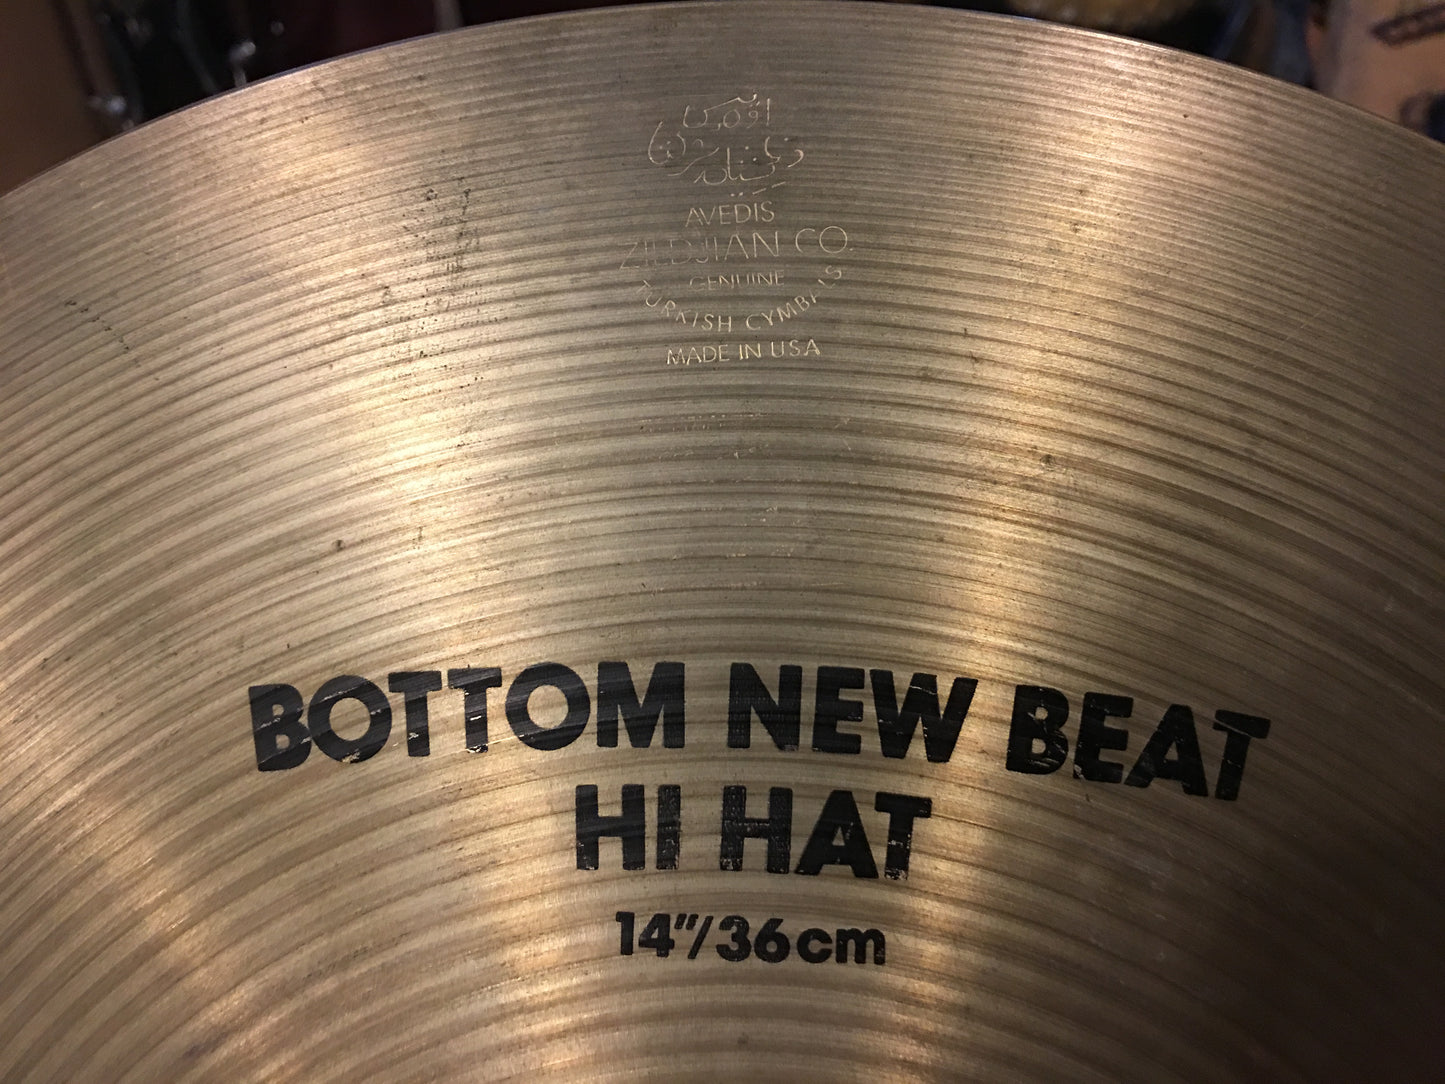 AVEDIS
ZILDJIAN CO.
GENUINE
TURKISH CYMBALS
MADE IN USA
BOTTOM NEW BEAT
HI HAT
14"/36cm